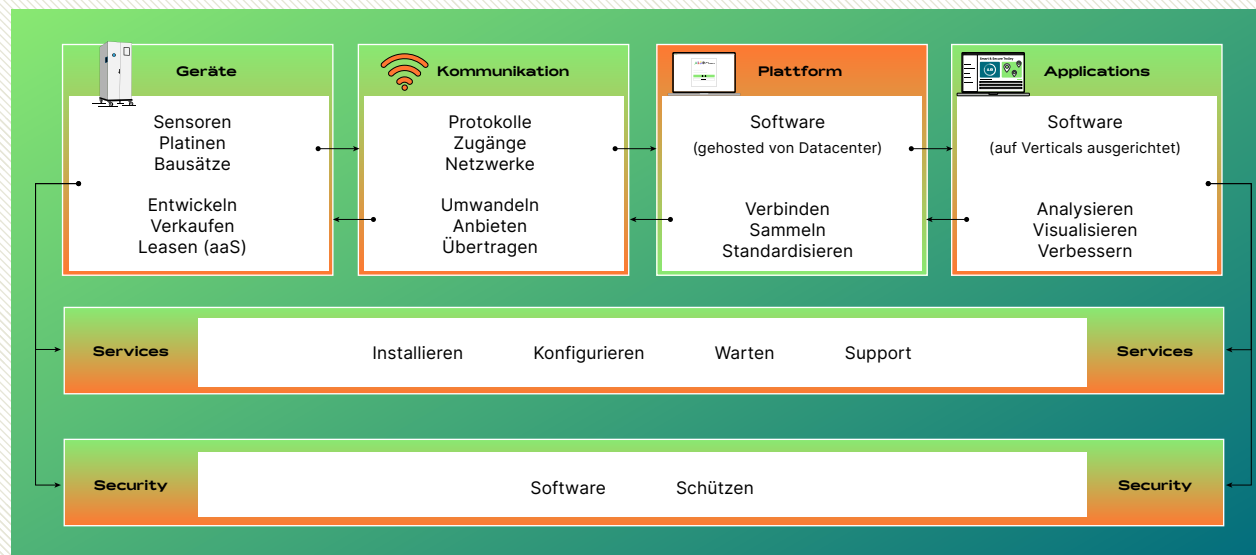 Geräte
Sensoren
Platinen
Bausätze
Entwickeln
Verkaufen
Leasen (aaS)
Kommunikation
Protokolle
Zugänge
Netzwerke
Umwandeln
Anbieten
Übertragen
Plattform
Software
(gehosted von Datacenter)
Verbinden
Sammeln
Standardisieren
Applications
Software
(auf Verticals ausgerichtet)
Analysieren
Visualisieren
Verbessern
Services
Installieren Konfigurieren Warten Support
Services
Security
Software Schützen
Security